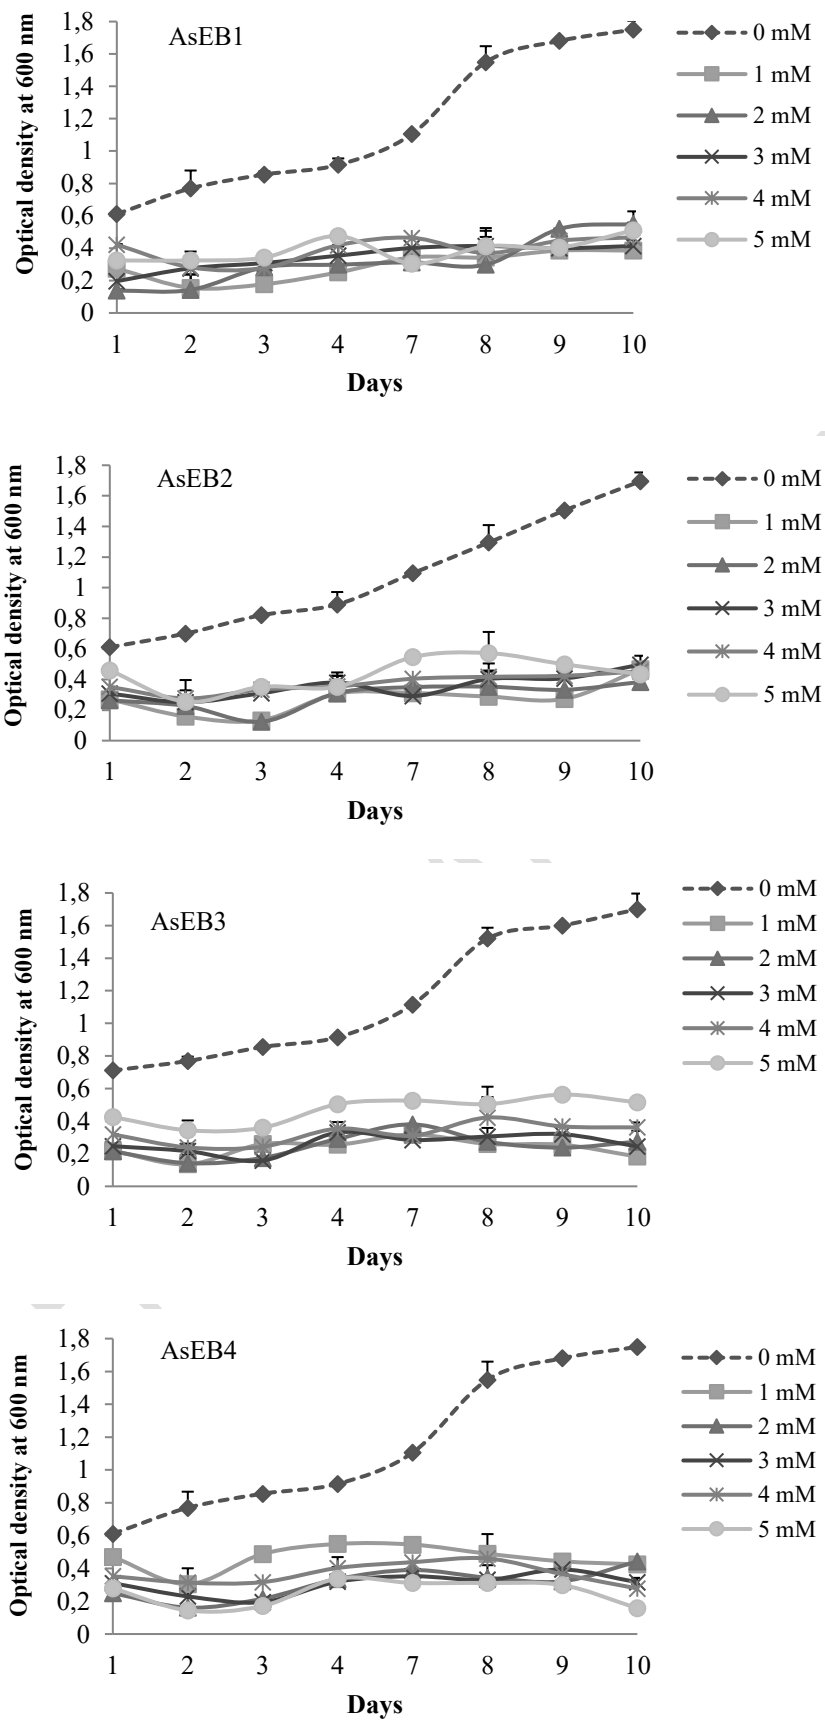 AsEB1
Optical density at 600 nm
1,8
1,6
1,4
1,2
1
0,8
0,6
0,4
0,2
0
1 2 3 4 7 8 9 10
Days
0 mM
1 mM
2 mM
3 mM
4 mM
5 mM
AsEB2
Optical density at 600 nm
1,8
1,6
1,4
1,2
1
0,8
0,6
0,4
0,2
0
1 2 3 4 7 8 9 10
Days
0 mM
1 mM
2 mM
3 mM
4 mM
5 mM
AsEB3
Optical density at 600 nm
1,8
1,6
1,4
1,2
1
0,8
0,6
0,4
0,2
0
1 2 3 4 7 8 9 10
Days
0 mM
1 mM
2 mM
3 mM
4 mM
5 mM
AsEB4
Optical density at 600 nm
1,8
1,6
1,4
1,2
1
0,8
0,6
0,4
0,2
0
1 2 3 4 7 8 9 10
Days
0 mM
1 mM
2 mM
3 mM
4 mM
5 mM